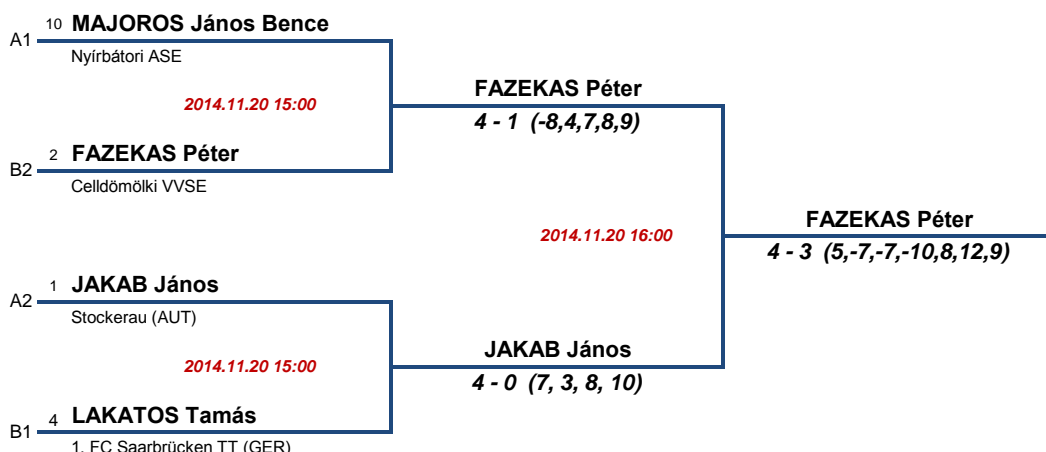 10 MAJOROS János Bence
A1
Nyírbátori ASE
FAZEKAS Péter
2014.11.20 15:00
4 - 1 (-8,4,7,8,9)
2 FAZEKAS Péter
B2
Celldömölki VVSE
FAZEKAS Péter
2014.11.20 16:00
4 - 3 (5,-7,-7,-10,8,12,9)
1 JAKAB János
A2
Stockerau (AUT)
JAKAB János
2014.11.20 15:00
4 - 0 (7, 3, 8, 10)
4 LAKATOS Tamás
B1
1. FC Saarbrücken TT (GER)